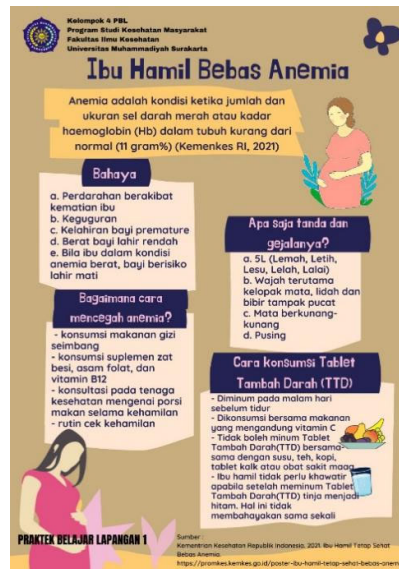 Kelompok 4 PBL
Program Studi Kesehatan Masyarakat
Fakultas Ilmu Kesehatan
Universitas Muhammadiyah Surakarta
Ibu Hamil Bebas Anemia
Anemia adalah kondisi ketika jumlah dan
ukuran sel darah merah atau kadar
haemoglobin (Hb) dalam tubuh kurang dari
normal (11 gram%) (Kemenkes RI, 2021)
Bahaya
a. Perdarahan berakibat
kematian ibu
b. Keguguran
c. Kelahiran bayi premature
d. Berat bayi lahir rendah
e. Bila ibu dalam kondisi
anemia berat, bayi berisiko
lahir mati
Bagaimana cara
mencegah anemia?
- konsumsi makanan gizi
seimbang
- konsumsi suplemen zat
besi, asam folat, dan
vitamin B12
- konsultasi pada tenaga
kesehatan mengenai porsi
makan selama kehamilan
- rutin cek kehamilan
Apa saja tanda dan
gejalanya?
a. 5L (Lemah, Letih,
Lesu, Lelah, Lalai)
b. Wajah terutama
kelopak mata, lidah dan
bibir tampak pucat
c. Mata berkunang-
kunang
d. Pusing
Cara konsumsi Tablet
Tambah Darah (TTD)
- Diminum pada malam hari
sebelum tidur
- Dikonsumsi bersama makanan
yang mengandung vitamin C
- Tidak boleh minum Tablet
Tambah Darah(TTD) bersama-
sama dengan susu, teh, kopi,
tablet kalk atau obat sakit maag
- Ibu hamil tidak perlu khawatir
apabila setelah meminum Tablet
Tambah Darah(TTD) tinja menjadi
hitam. Hal ini tidak
membahayakan sama sekali
PRAKTEK BELAJAR LAPANGAN 1
Sumber :
Kementrian Kesehatan Republik Indonesia. 2021. Ibu Hamil Tetap Sehat
Bebas Anemia.
https://promkes.kemkes.go.id/poster-ibu-hamil-tetap-sehat-bebas-anem